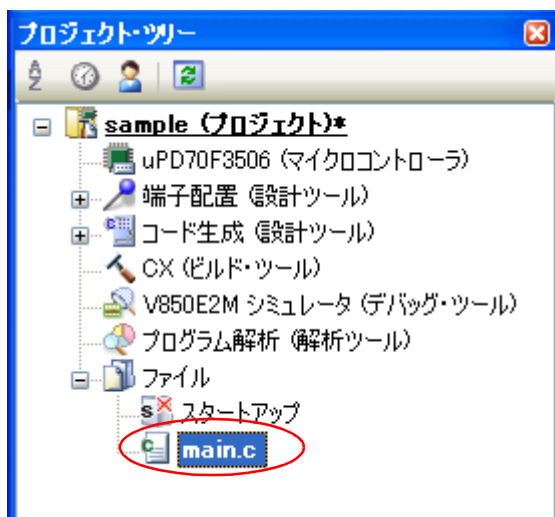 プロジェクト・ツリー
sample (プロジェクト)*
uPD70F3506 (マイクロコントローラ)
端子配置 (設計ツール)
コード生成 (設計ツール)
CX (ビルド・ツール)
V850E2M シミュレータ (デバッグ・ツール)
プログラム解析 (解析ツール)
ファイル
スタートアップ
main.c